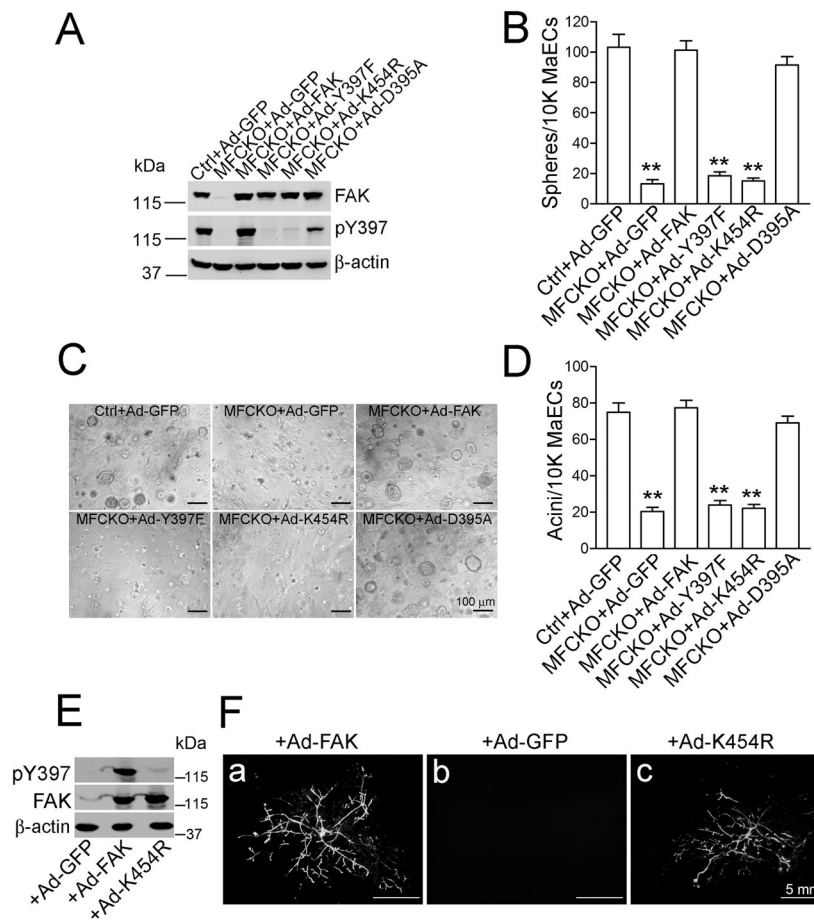 A
Ctrl+Ad-GFP
MFCKO+Ad-GFP
MFCKO+Ad-FAK
MFCKO+Ad-Y397F
MFCKO+Ad-K454R
MFCKO+Ad-D395A
kDa
115
FAK
115
pY397
37
β-actin
B
Spheres/10K MaECs
120
100
80
60
40
20
0
**
**
**
Ctrl+Ad-GFP
MFCKO+Ad-GFP
MFCKO+Ad-FAK
MFCKO+Ad-Y397F
MFCKO+Ad-K454R
MFCKO+Ad-D395A
C
Ctrl+Ad-GFP
MFCKO+Ad-GFP
MFCKO+Ad-FAK
MFCKO+Ad-Y397F
MFCKO+Ad-K454R
MFCKO+Ad-D395A
100 μm
D
Acini/10K MaECs
100
80
60
40
20
0
**
**
**
Ctrl+Ad-GFP
MFCKO+Ad-GFP
MFCKO+Ad-FAK
MFCKO+Ad-Y397F
MFCKO+Ad-K454R
MFCKO+Ad-D395A
E
kDa
pY397
115
FAK
115
β-actin
37
+Ad-GFP
+Ad-FAK
+Ad-K454R
F
+Ad-FAK
+Ad-GFP
+Ad-K454R
a
b
c
5 mm